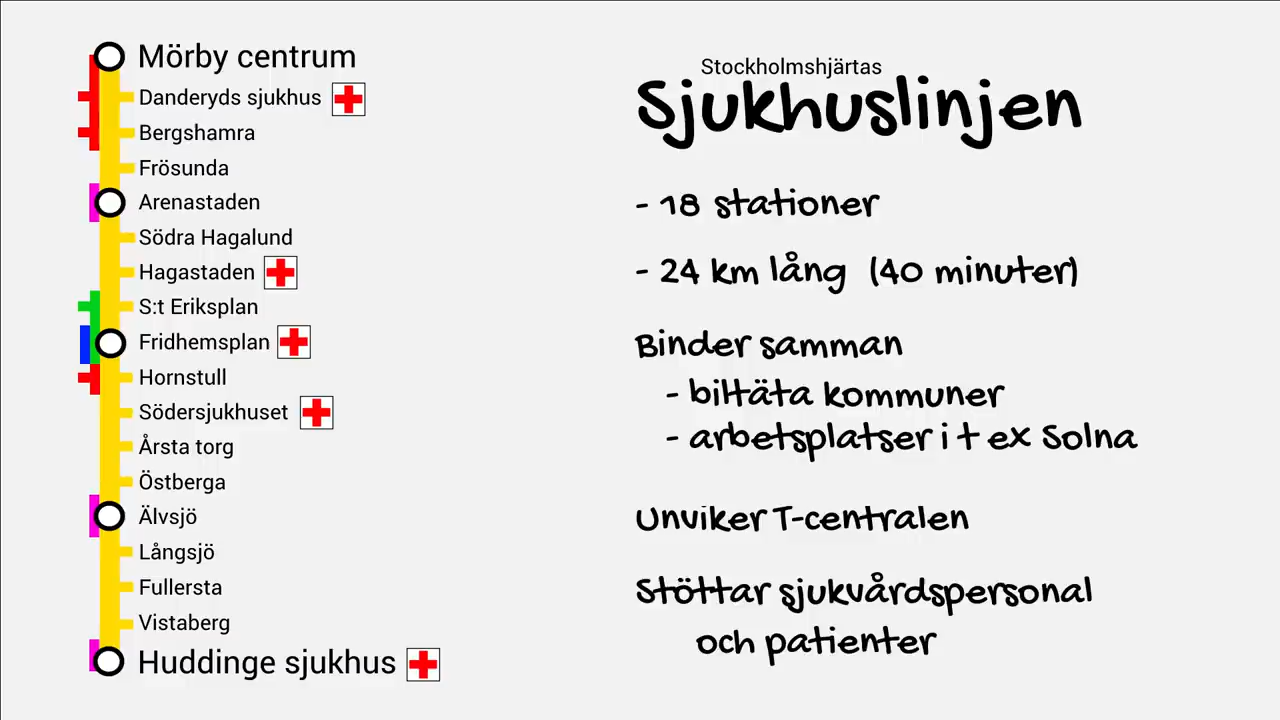 Mörby centrum
Danderyds sjukhus
Bergshamra
Frösunda
Arenastaden
Södra Hagalund
Hagastaden
S:t Eriksplan
Fridhemsplan
Hornstull
Södersjukhuset
Årsta torg
Östberga
Älvsjö
Långsjö
Fullersta
Vistaberg
Huddinge sjukhus
Stockholmshjärtas
Sjukhuslinjen
- 18 stationer
- 24 km lång (40 minuter)
Binder samman
- biltäta kommuner
- arbetsplatser i t ex Solna
Unviker T-centralen
Stöttar sjukvårdspersonal
och patienter